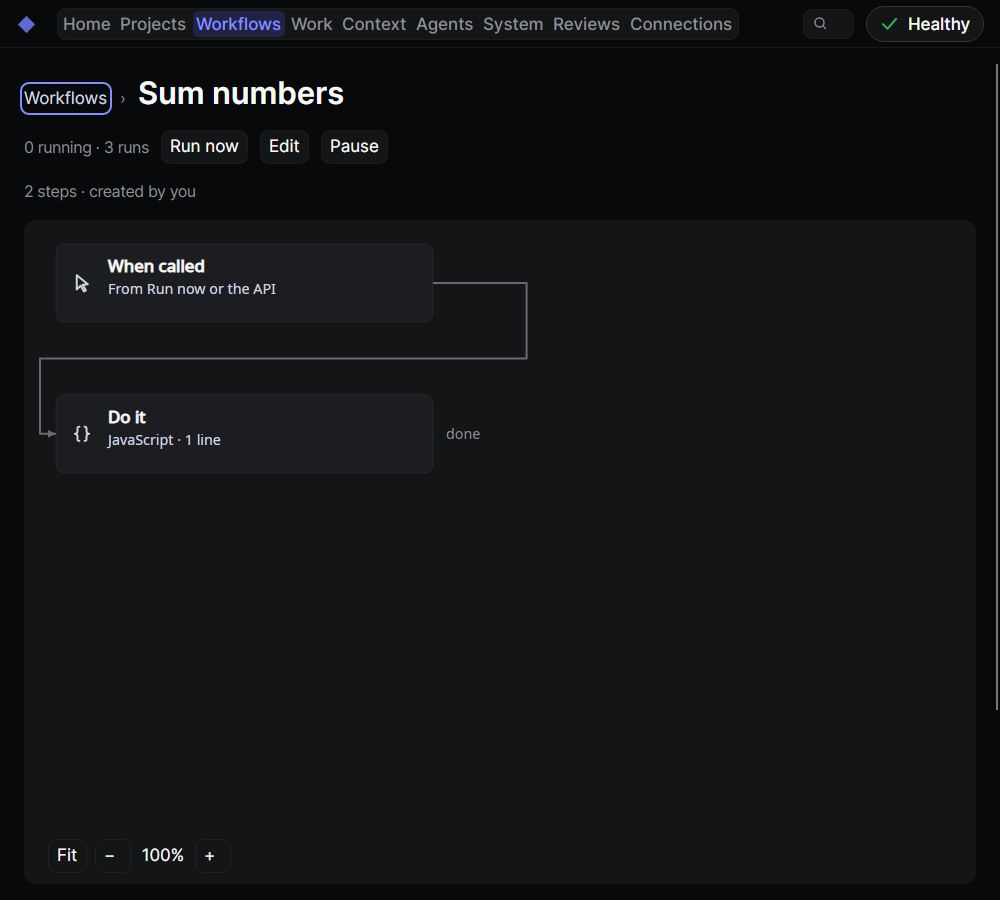 Home Projects Workflows Work Context Agents System Reviews Connections Healthy
Workflows › Sum numbers
0 running · 3 runs Run now Edit Pause
2 steps · created by you
When called
From Run now or the API
{} Do it
JavaScript · 1 line
done
Fit − 100% +